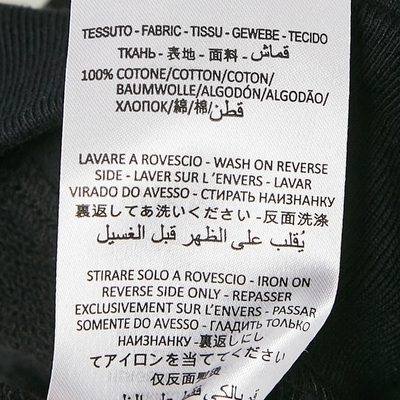 TESSUTO - FABRIC - TISSU - GEWEBE - TECIDO
ТКАНЬ - 表地 - 面料 - قماش
100% COTONE/COTTON/COTON/
BAUMWOLLE/ALGODÓN/ALGODÃO/
ХЛОПОК/綿/棉/قطن
LAVARE A ROVESCIO - WASH ON REVERSE
SIDE - LAVER SUR L'ENVERS - LAVAR
VIRADO DO AVESSO - СТИРАТЬ НАИЗНАНКУ
裏返してあ洗いください - 反面洗涤
يُقلب على الظهر قبل الغسيل
STIRARE SOLO A ROVESCIO - IRON ON
REVERSE SIDE ONLY - REPASSER
EXCLUSIVEMENT SUR L'ENVERS - PASSAR
SOMENTE DO AVESSO - ГЛАДИТЬ ТОЛЬКО
НАИЗНАНКУ - 裏返しにし
てアイロンを当ててください
仅反面熨烫